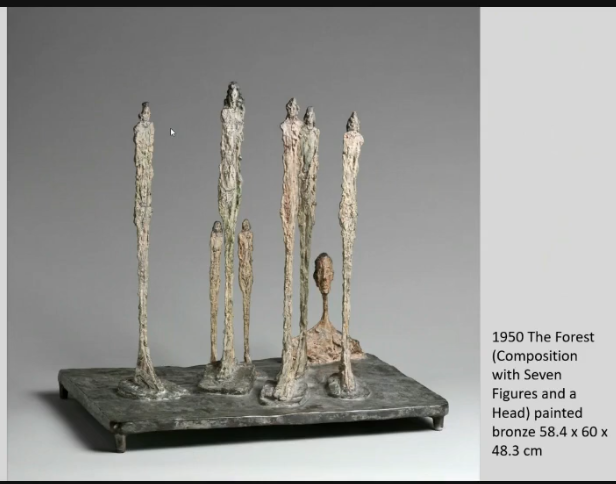 1950 The Forest
(Composition
with Seven
Figures and a
Head) painted
bronze 58.4 x 60 x
48.3 cm